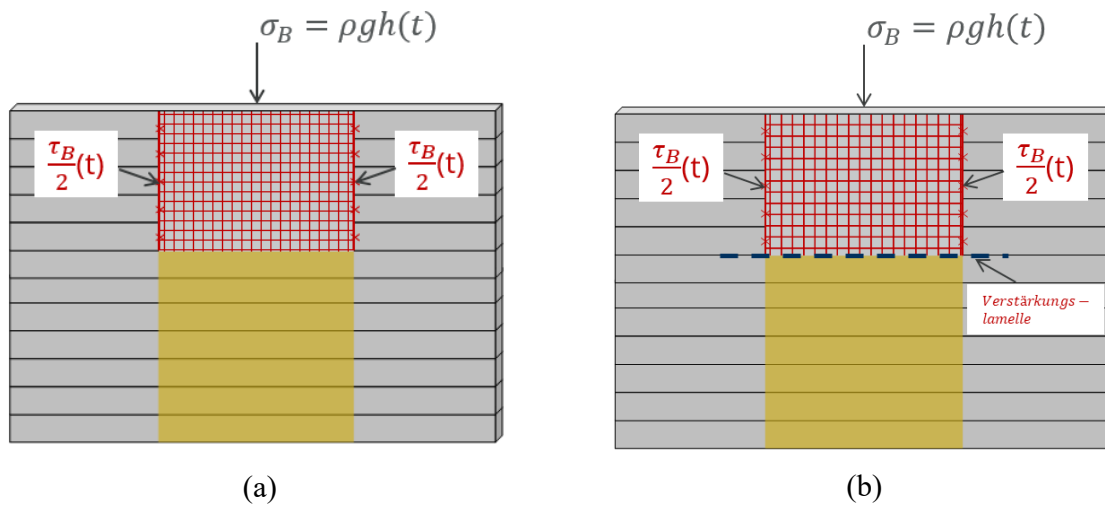 σ_B = ρgh(t)
τ_B/2 (t)
τ_B/2 (t)
(a)
σ_B = ρgh(t)
τ_B/2 (t)
τ_B/2 (t)
Verstärkungs –
lamelle
(b)